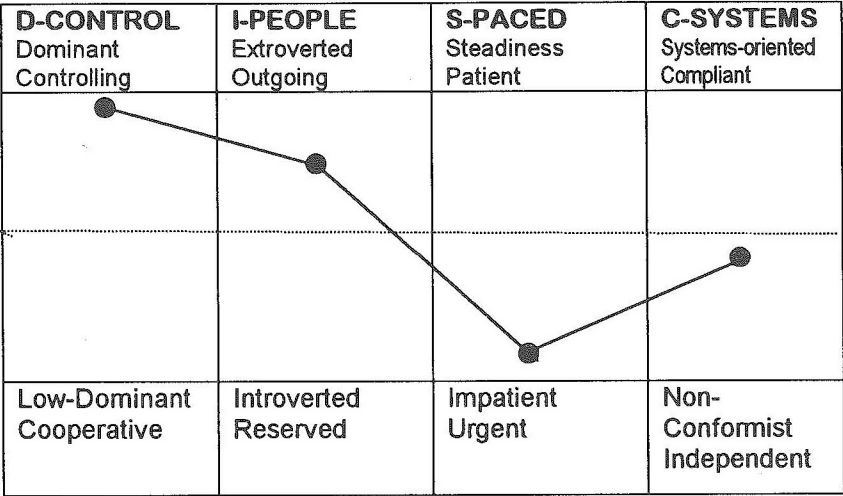 D-CONTROL
Dominant
Controlling
I-PEOPLE
Extroverted
Outgoing
S-PACED
Steadiness
Patient
C-SYSTEMS
Systems-oriented
Compliant
Low-Dominant
Cooperative
Introverted
Reserved
Impatient
Urgent
Non-
Conformist
Independent